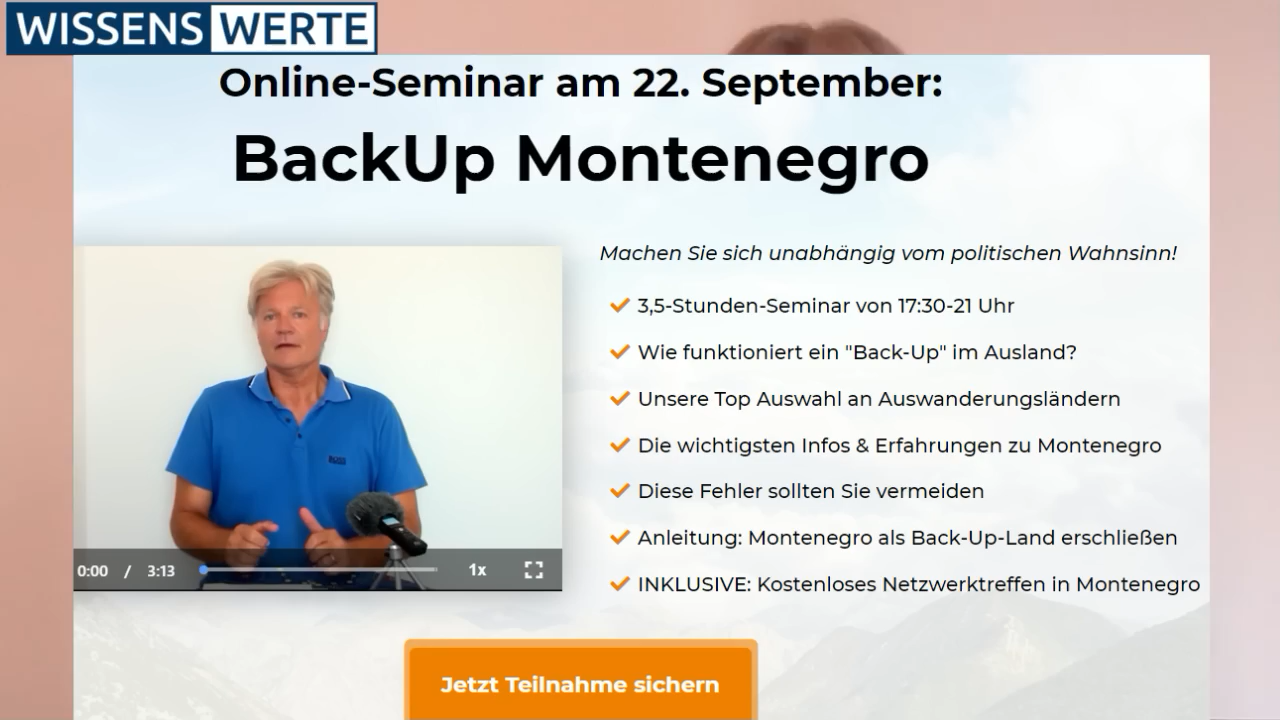 WISSENSWERTE
Online-Seminar am 22. September:
BackUp Montenegro
Machen Sie sich unabhängig vom politischen Wahnsinn!
3,5-Stunden-Seminar von 17:30-21 Uhr
Wie funktioniert ein "Back-Up" im Ausland?
Unsere Top Auswahl an Auswanderungsländern
Die wichtigsten Infos & Erfahrungen zu Montenegro
Diese Fehler sollten Sie vermeiden
Anleitung: Montenegro als Back-Up-Land erschließen
INKLUSIVE: Kostenloses Netzwerktreffen in Montenegro
BOSS
0:00 / 3:13 1x
Jetzt Teilnahme sichern